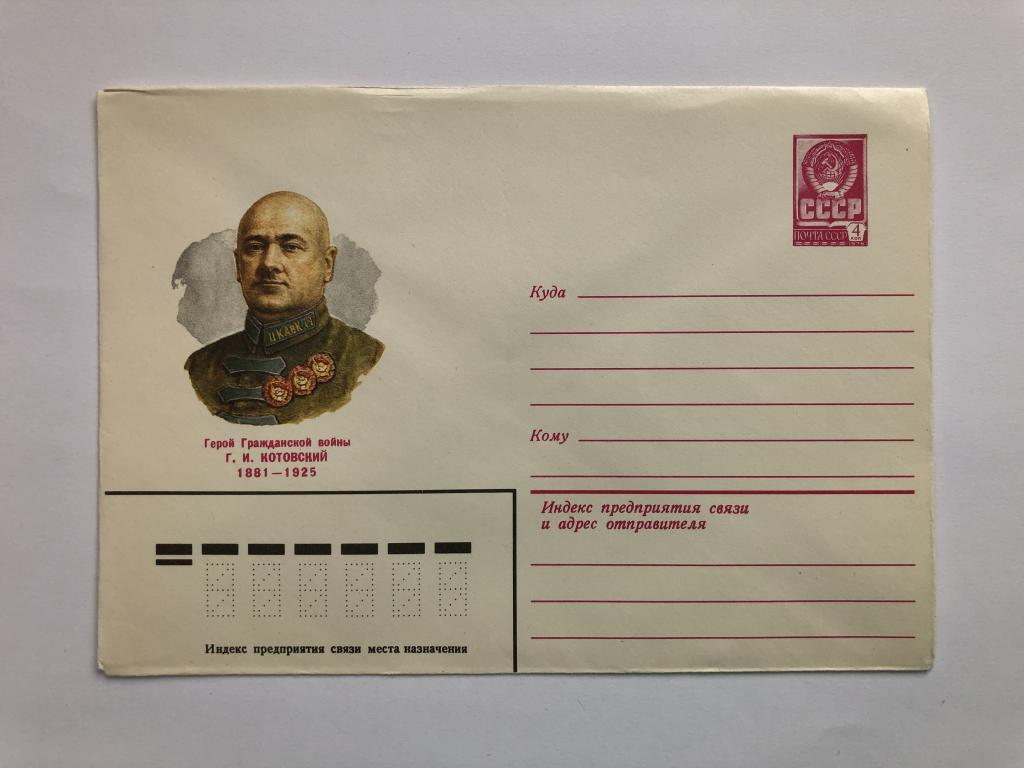 СССР
ПОЧТА СССР 4
Куда
Кому
Индекс предприятия связи
и адрес отправителя
ЦКАВК
Герой Гражданской войны
Г. И. КОТОВСКИЙ
1881—1925
Индекс предприятия связи места назначения